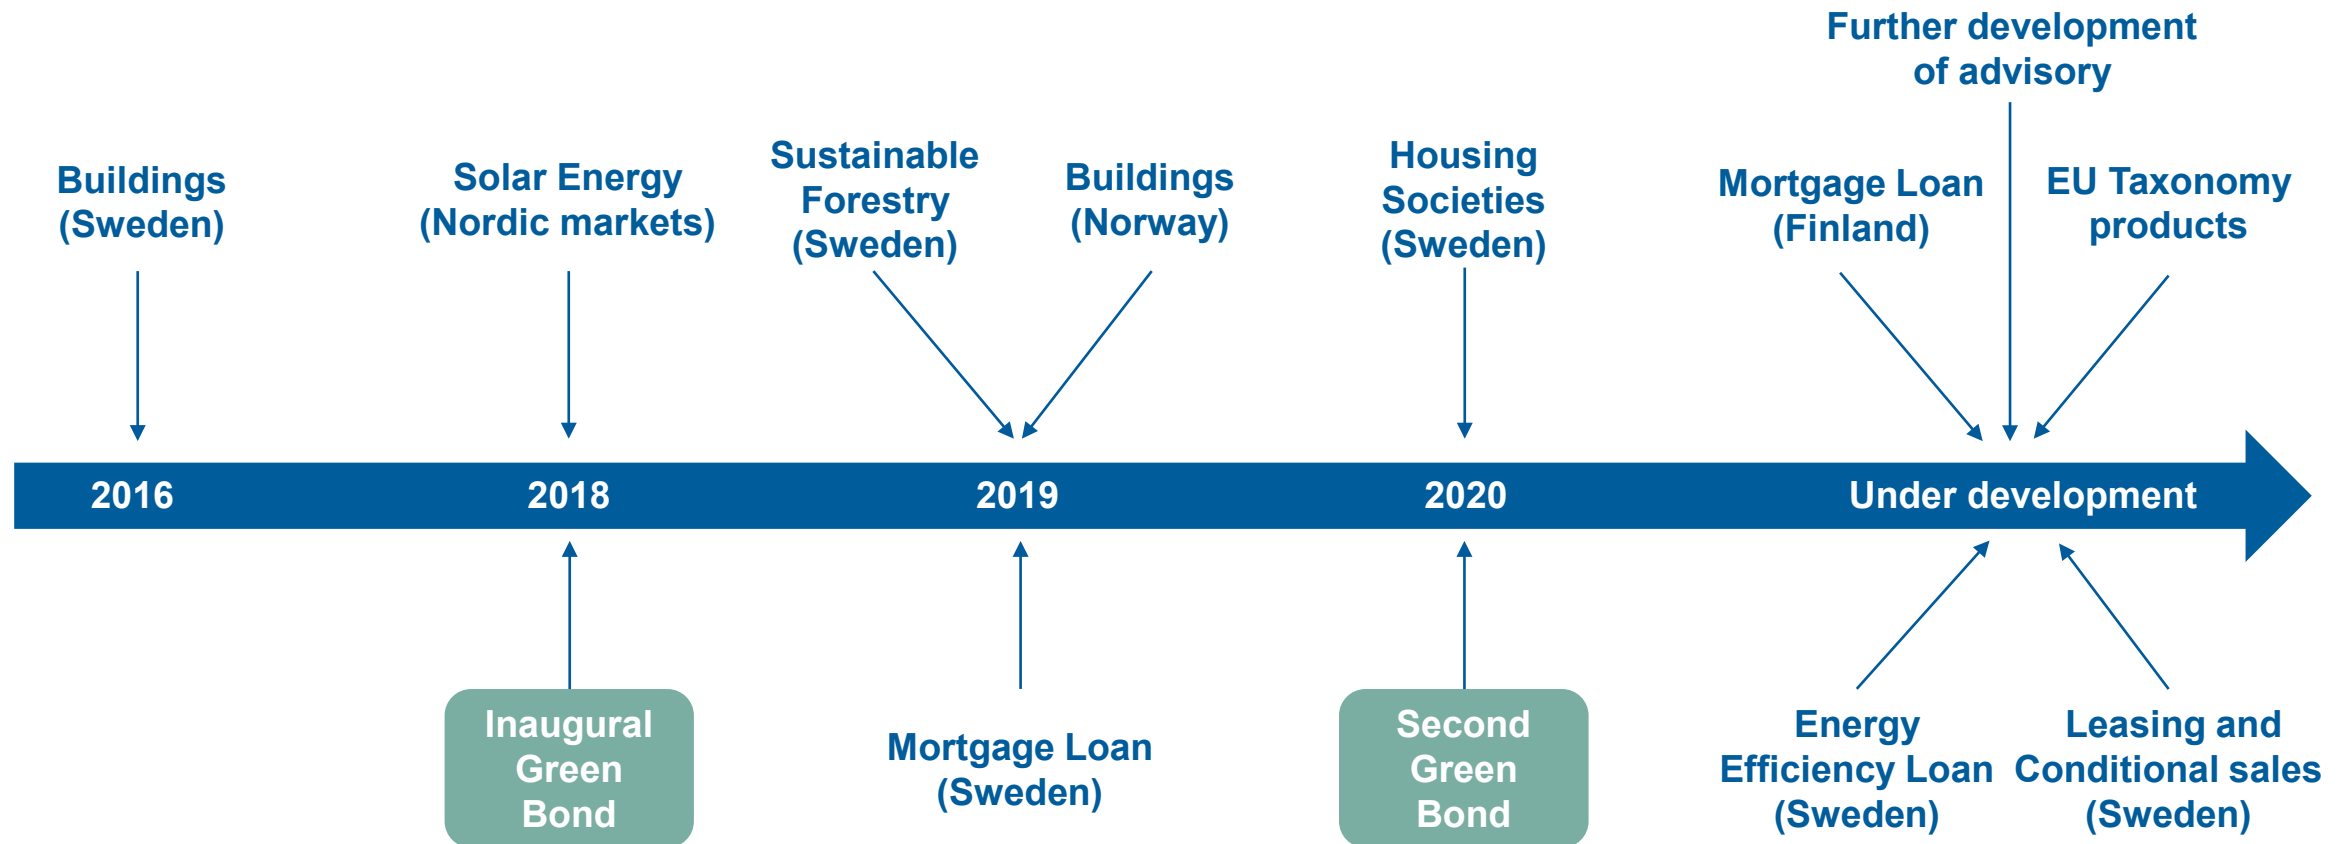 Further development
of advisory
Buildings
(Sweden)
Solar Energy
(Nordic markets)
Sustainable
Forestry
(Sweden)
Buildings
(Norway)
Housing
Societies
(Sweden)
Mortgage Loan
(Finland)
EU Taxonomy
products
2016
2018
2019
2020
Under development
Inaugural
Green
Bond
Mortgage Loan
(Sweden)
Second
Green
Bond
Energy
Efficiency Loan
(Sweden)
Leasing and
Conditional sales
(Sweden)